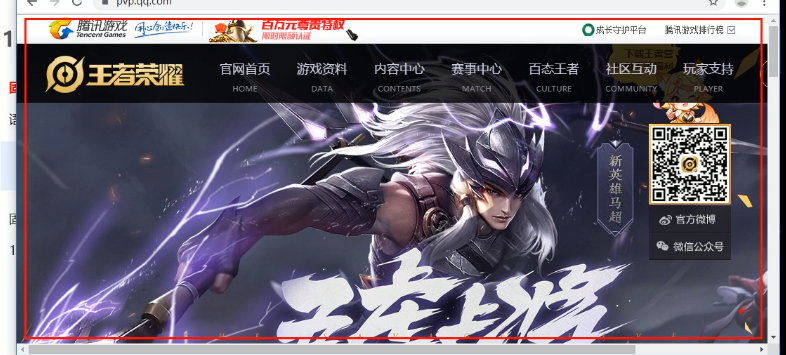 pvp.qq.com
腾讯游戏
Tencent Games
用心创造快乐!
百万元尊贵特权
限时限额认证
成长守护平台
腾讯游戏排行榜
王者荣耀
官网首页 游戏资料 内容中心 赛事中心 百态王者 社区互动 玩家支持
HOME DATA CONTENTS MATCH CULTURE COMMUNITY PLAYER
新英雄马超
官方微博
微信公众号